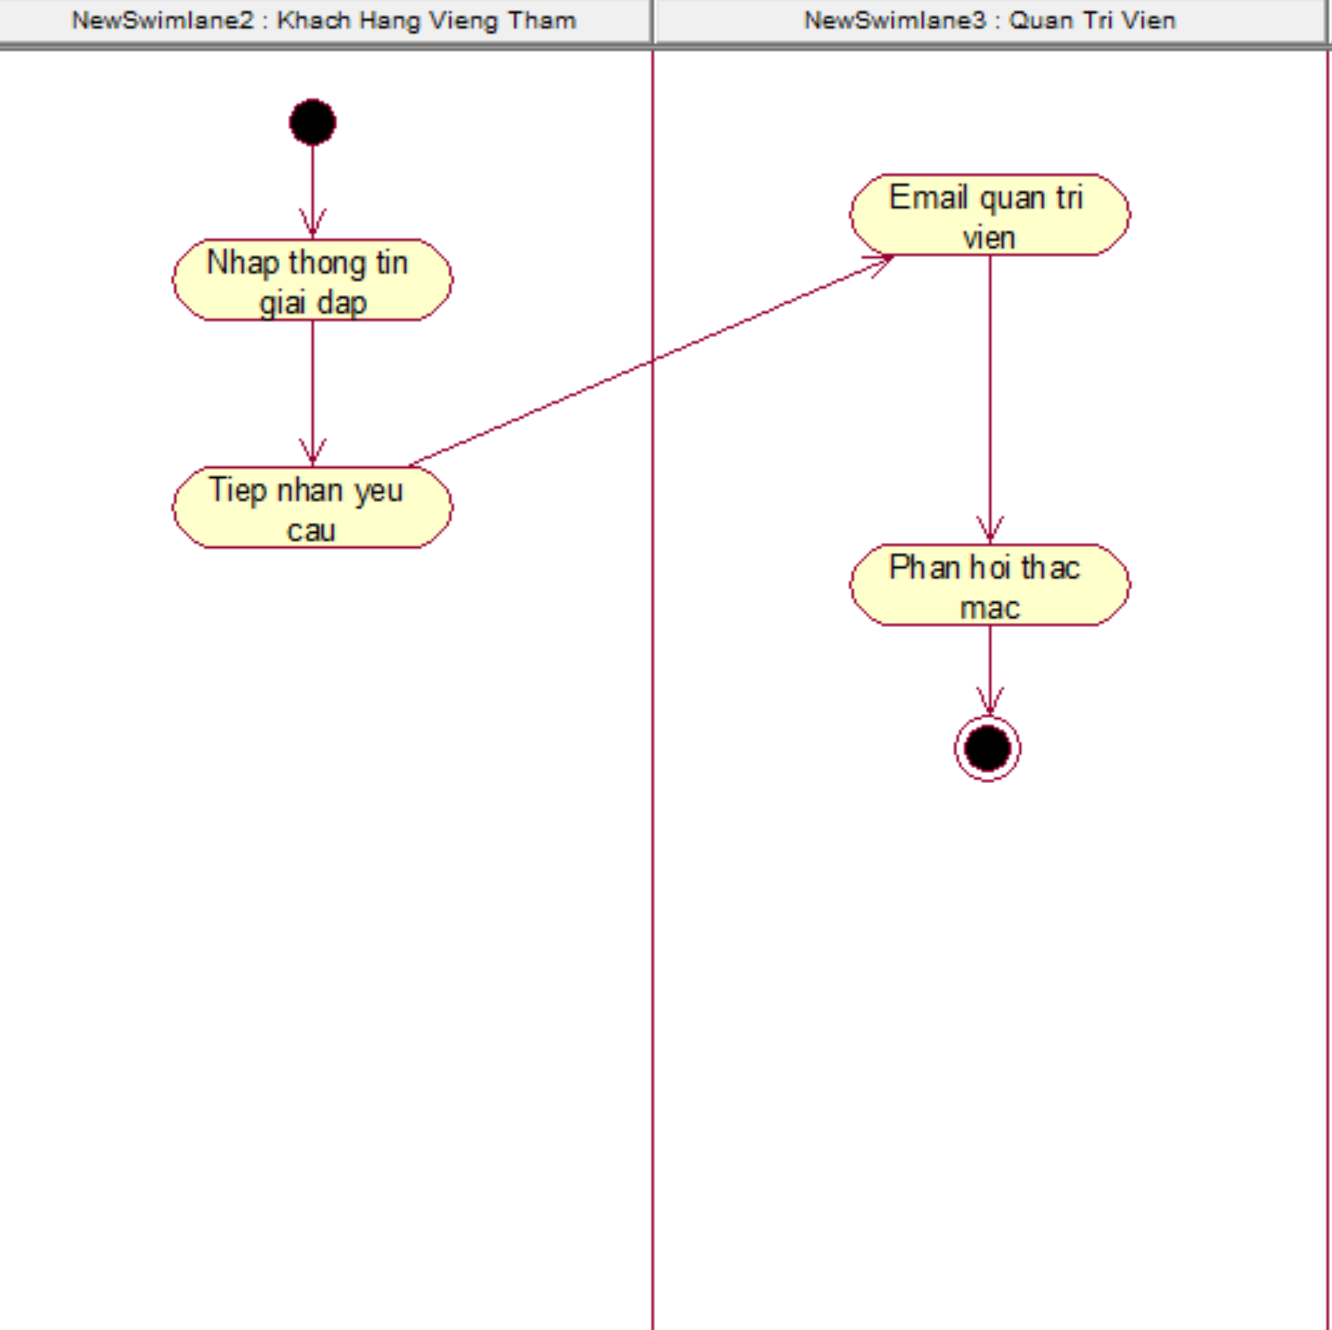 NewSwimlane2 : Khach Hang Vieng Tham
NewSwimlane3 : Quan Tri Vien
Nhap thong tin
giai dap
Tiep nhan yeu
cau
Email quan tri
vien
Phan hoi thac
mac